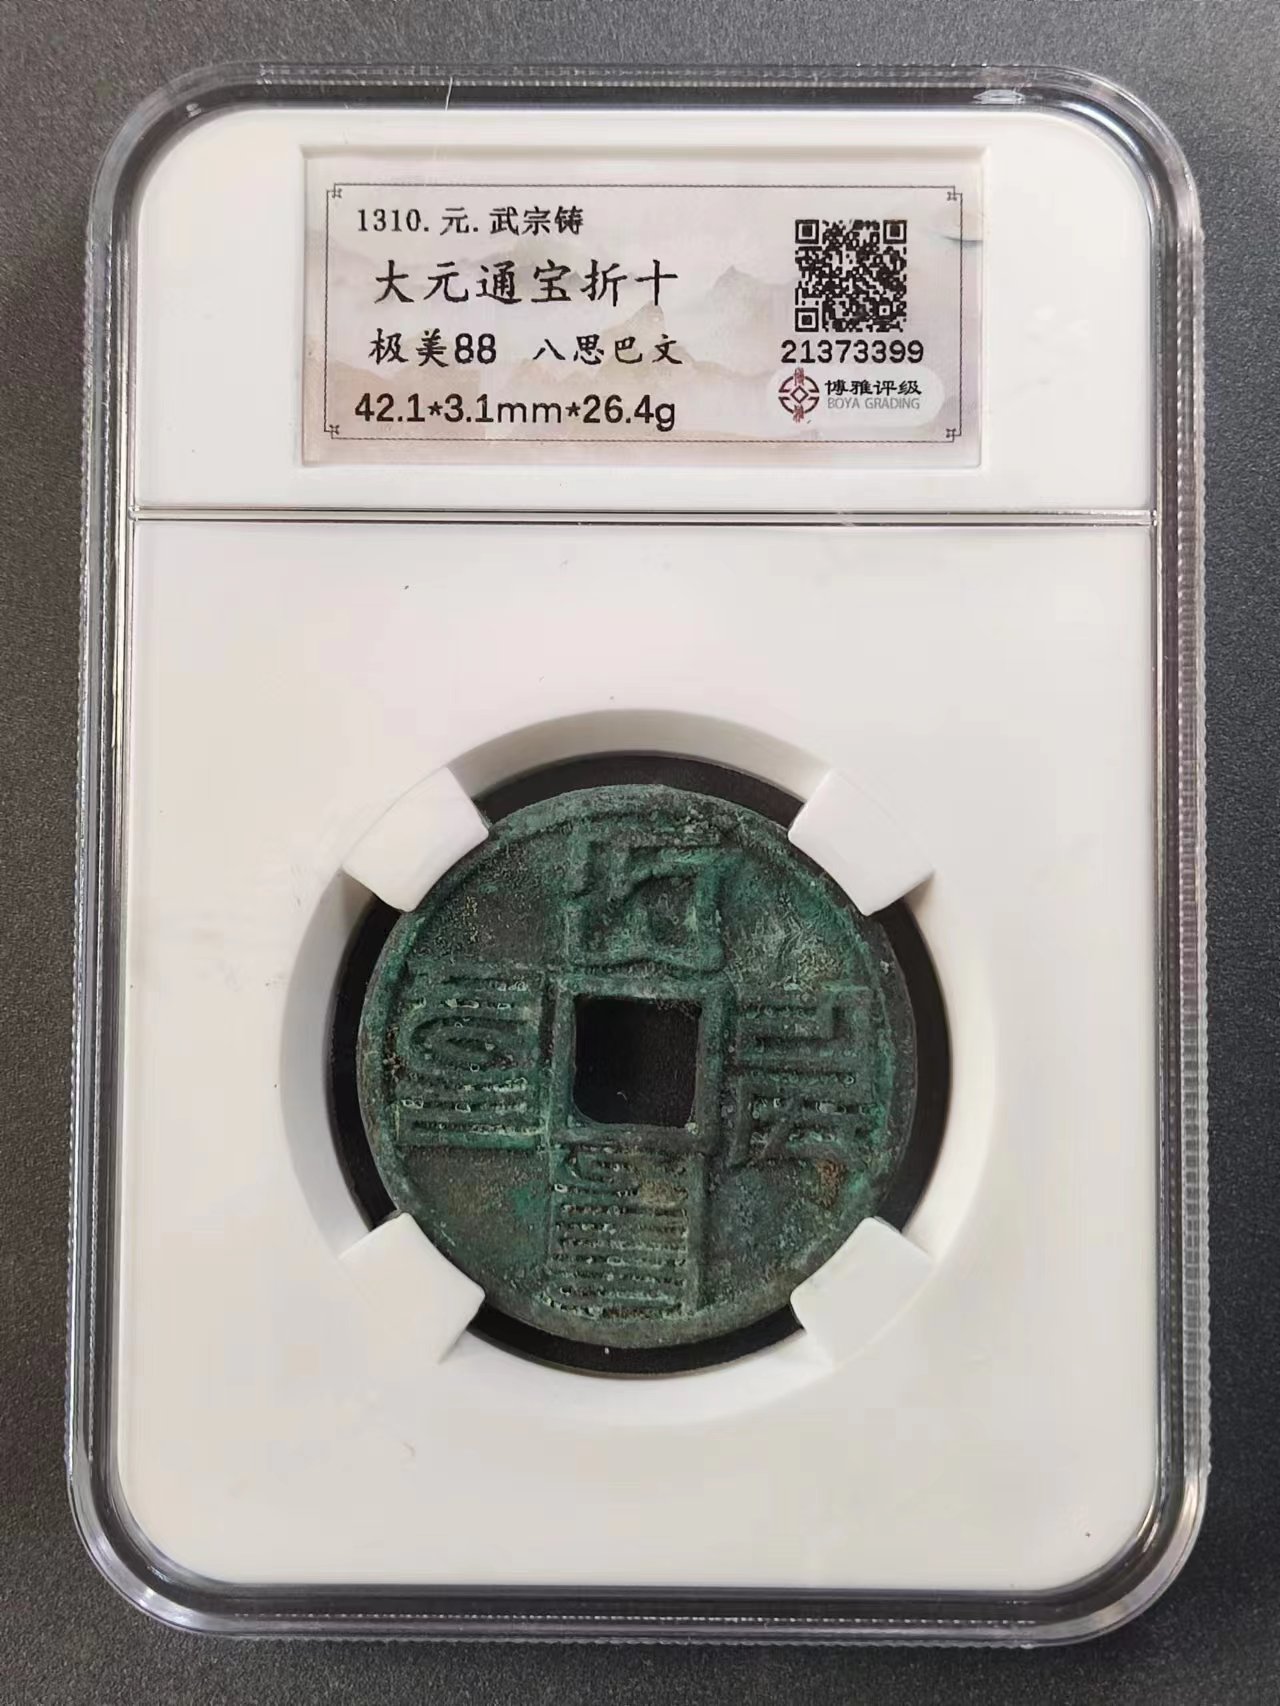 1310.元.武宗铸
大元通宝折十
极美88 八思巴文
42.1*3.1mm*26.4g
21373399
博雅评级
BOYA GRADING